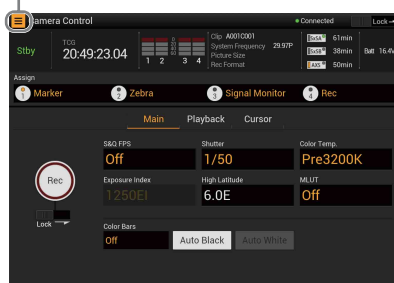 amera Control
Connected
Lock
Stby
TCG
20:49:23.04
1 2 3 4
Clip A001C001
System Frequency 29.97P
Picture Size
Rec Format
SxSA 61min
SxSB 38min
AXS 50min
Batt 16.4V
Assign
1 Marker
2 Zebra
3 Signal Monitor
4 Rec
Main Playback Cursor
S&Q FPS
Off
Shutter
1/50
Color Temp.
Pre3200K
Rec
Exposure Index
1250EI
High Latitude
6.0E
MLUT
Off
Lock
Color Bars
Off
Auto Black
Auto White